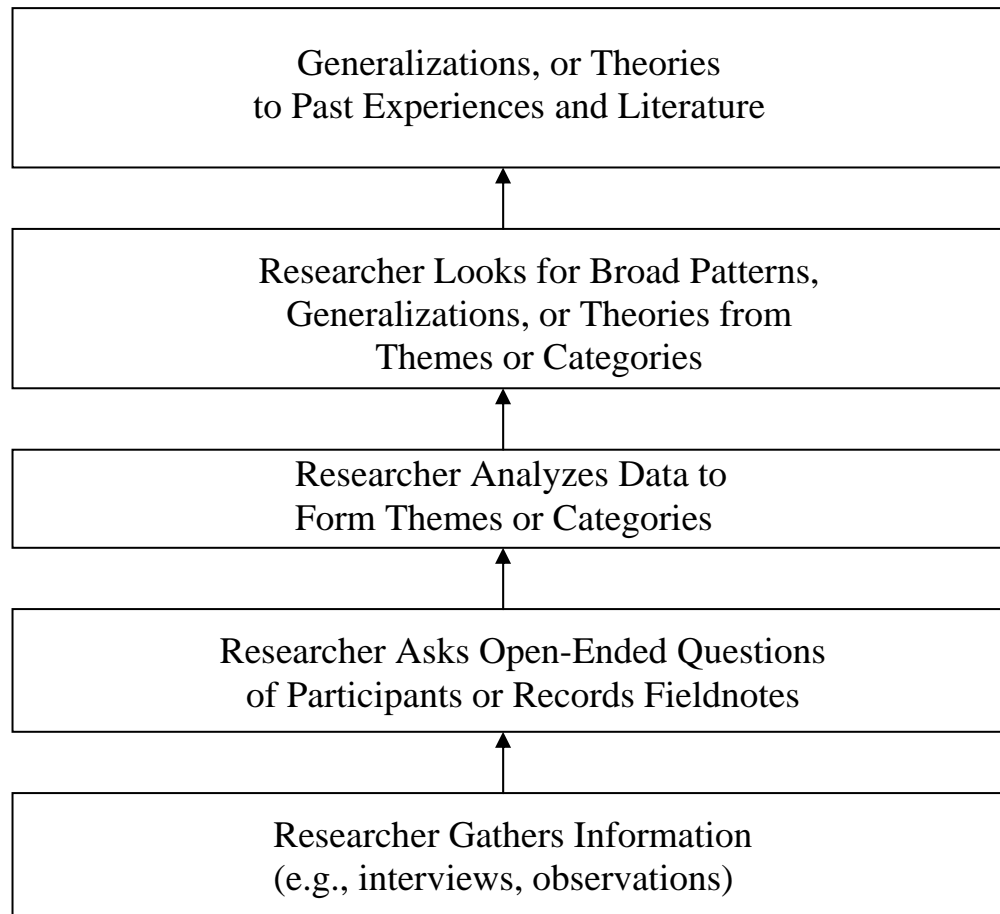 Generalizations, or Theories
to Past Experiences and Literature
Researcher Looks for Broad Patterns,
Generalizations, or Theories from
Themes or Categories
Researcher Analyzes Data to
Form Themes or Categories
Researcher Asks Open-Ended Questions
of Participants or Records Fieldnotes
Researcher Gathers Information
(e.g., interviews, observations)